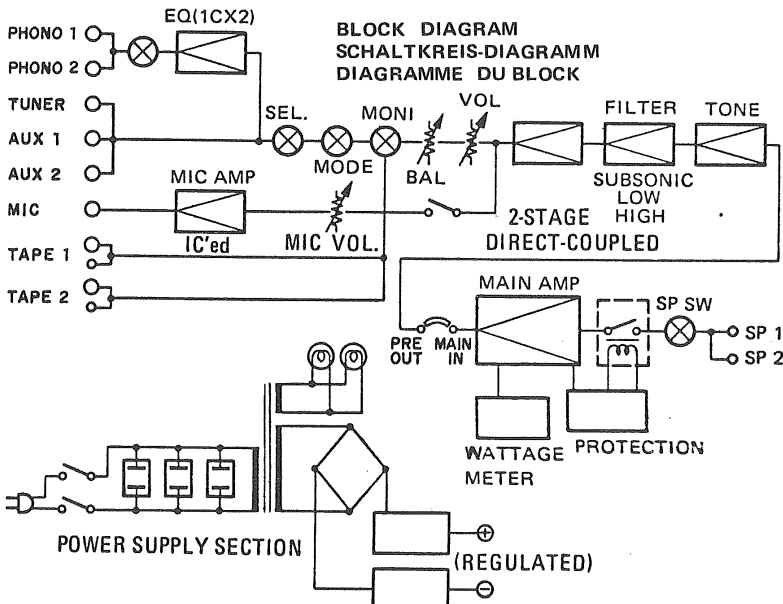 EQ(1CX2)
BLOCK DIAGRAM
SCHALTKREIS-DIAGRAMM
DIAGRAMME DU BLOCK
PHONO 1
PHONO 2
TUNER
AUX 1
AUX 2
MIC
TAPE 1
TAPE 2
SEL.
MODE
MONI
BAL
VOL
FILTER
SUBSONIC
LOW
HIGH
TONE
MIC AMP
IC'ed
MIC VOL.
2-STAGE
DIRECT-COUPLED
MAIN AMP
PRE
OUT
MAIN
IN
SP SW
SP 1
SP 2
WATTAGE
METER
PROTECTION
POWER SUPPLY SECTION
(REGULATED)
+
−